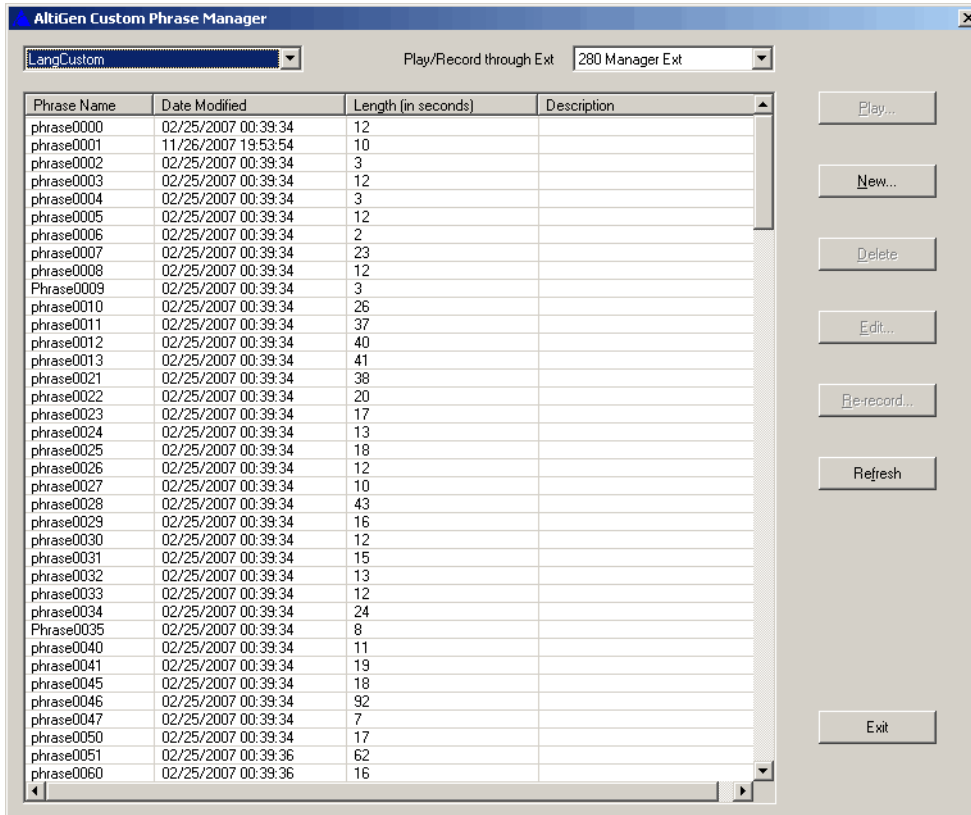 AltiGen Custom Phrase Manager
LangCustom Play/Record through Ext 280 Manager Ext
Phrase Name Date Modified Length (in seconds) Description
phrase0000 02/25/2007 00:39:34 12
phrase0001 11/26/2007 19:53:54 10
phrase0002 02/25/2007 00:39:34 3
phrase0003 02/25/2007 00:39:34 12
phrase0004 02/25/2007 00:39:34 3
phrase0005 02/25/2007 00:39:34 12
phrase0006 02/25/2007 00:39:34 2
phrase0007 02/25/2007 00:39:34 23
phrase0008 02/25/2007 00:39:34 12
Phrase0009 02/25/2007 00:39:34 3
phrase0010 02/25/2007 00:39:34 26
phrase0011 02/25/2007 00:39:34 37
phrase0012 02/25/2007 00:39:34 40
phrase0013 02/25/2007 00:39:34 41
phrase0021 02/25/2007 00:39:34 38
phrase0022 02/25/2007 00:39:34 20
phrase0023 02/25/2007 00:39:34 17
phrase0024 02/25/2007 00:39:34 13
phrase0025 02/25/2007 00:39:34 18
phrase0026 02/25/2007 00:39:34 12
phrase0027 02/25/2007 00:39:34 10
phrase0028 02/25/2007 00:39:34 43
phrase0029 02/25/2007 00:39:34 16
phrase0030 02/25/2007 00:39:34 12
phrase0031 02/25/2007 00:39:34 15
phrase0032 02/25/2007 00:39:34 13
phrase0033 02/25/2007 00:39:34 12
phrase0034 02/25/2007 00:39:34 24
Phrase0035 02/25/2007 00:39:34 8
phrase0040 02/25/2007 00:39:34 11
phrase0041 02/25/2007 00:39:34 19
phrase0045 02/25/2007 00:39:34 18
phrase0046 02/25/2007 00:39:34 92
phrase0047 02/25/2007 00:39:34 7
phrase0050 02/25/2007 00:39:34 17
phrase0051 02/25/2007 00:39:36 62
phrase0060 02/25/2007 00:39:36 16
Play...
New...
Delete
Edit...
Re-record...
Refresh
Exit